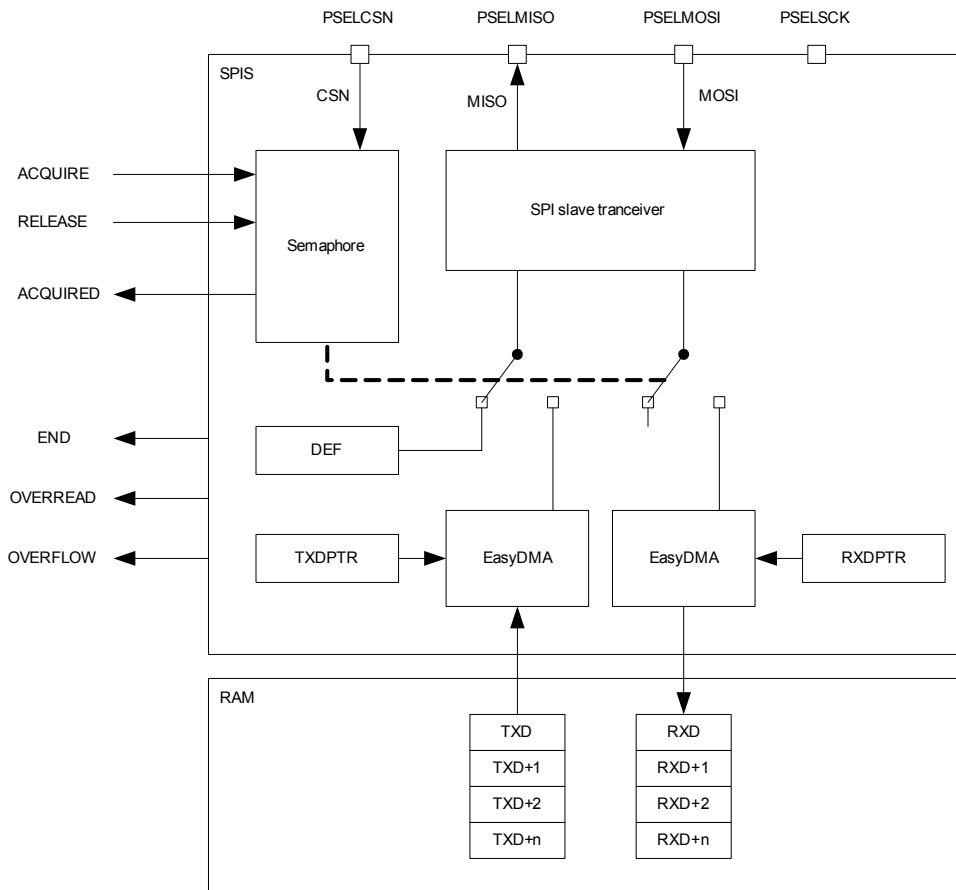 PSELCSN PSELMISO PSELMOSI PSELSCK
SPIS
CSN MISO MOSI
ACQUIRE
RELEASE
ACQUIRED
Semaphore
SPI slave tranceiver
END
OVERREAD
OVERFLOW
DEF
TXDPTR EasyDMA EasyDMA RXDPTR
RAM
TXD RXD
TXD+1 RXD+1
TXD+2 RXD+2
TXD+n RXD+n